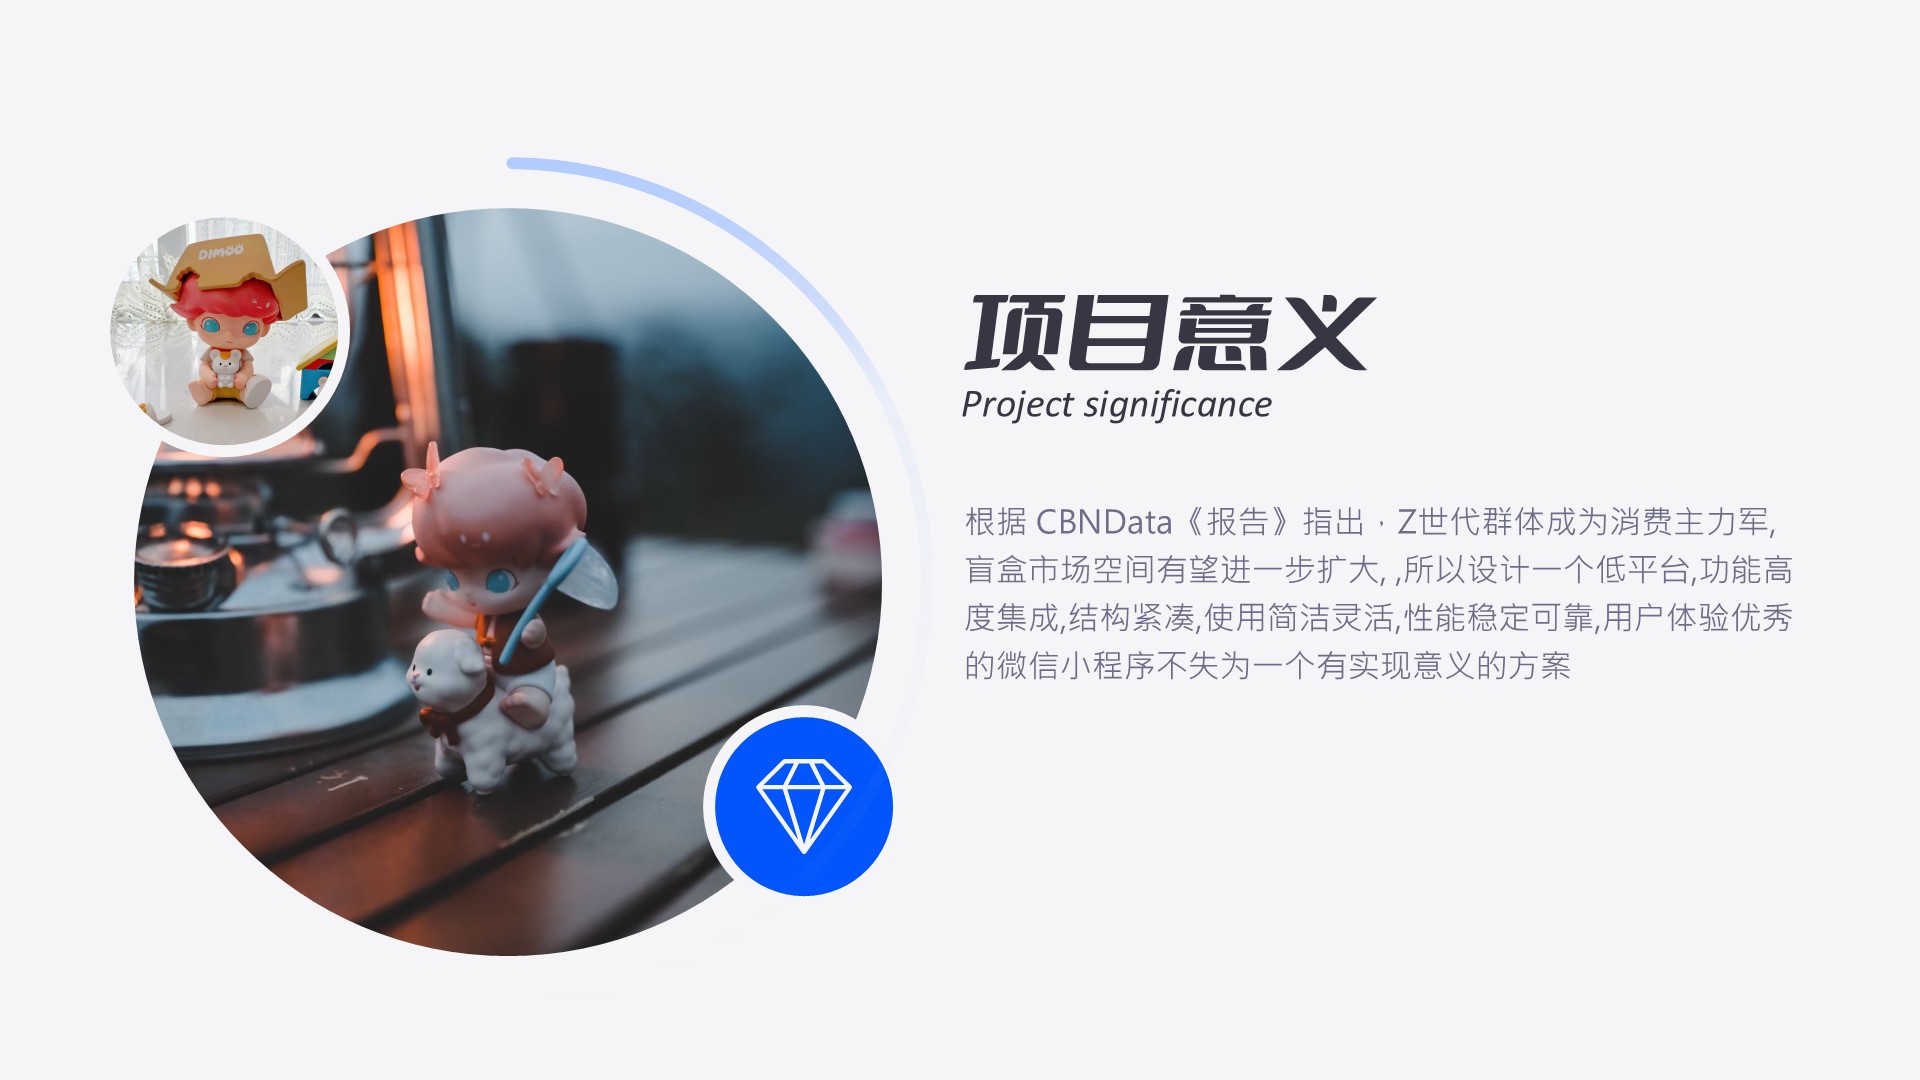 DIMOO
项目意义
Project significance
根据 CBNData《报告》指出，Z世代群体成为消费主力军,
盲盒市场空间有望进一步扩大, ,所以设计一个低平台,功能高
度集成,结构紧凑,使用简洁灵活,性能稳定可靠,用户体验优秀
的微信小程序不失为一个有实现意义的方案